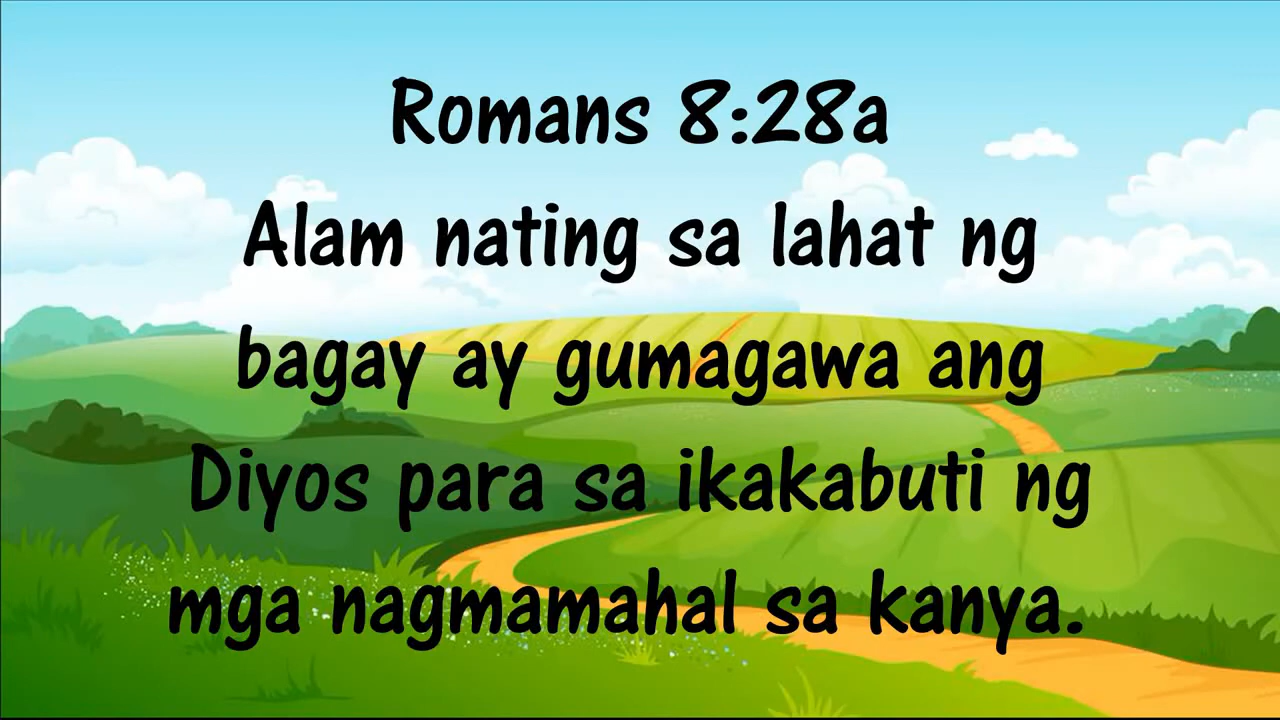 Romans 8:28a
Alam nating sa lahat ng
bagay ay gumagawa ang
Diyos para sa ikakabuti ng
mga nagmamahal sa kanya.